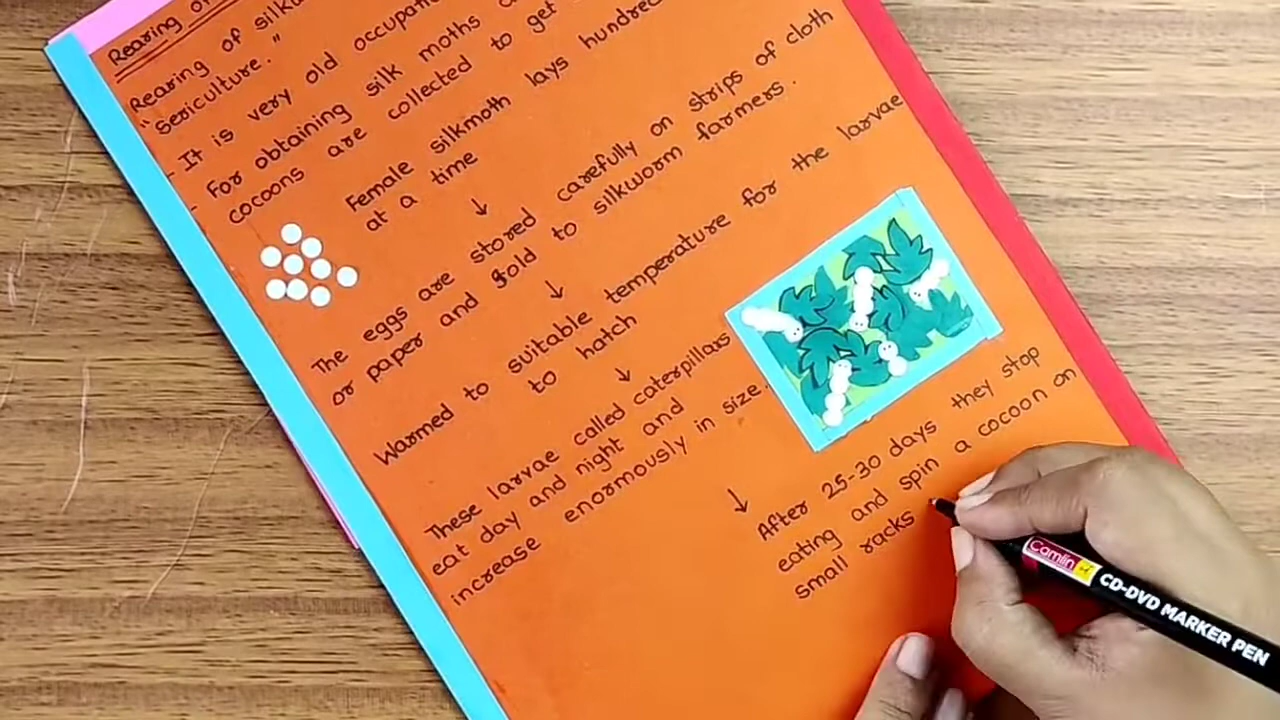 Rearing of
Rearing of
"Sericulture."
- It is very old
- For obtaining silk moths
cocoons are collected to get
Female silkmoth lays
at a time
↓
The eggs are stored carefully on strips of cloth
or paper and sold to silkworm farmers.
↓
Warmed to suitable temperature for the larvae
to hatch
↓
These larvae called caterpillars
eat day and night and
increase enormously in size.
↓
After 25-30 days they stop
eating and spin a cocoon on
small racks
Camlin
CD-DVD MARKER PEN